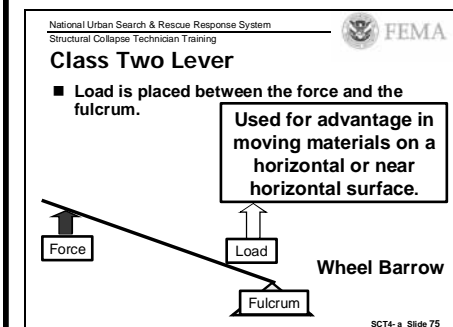 National Urban Search & Rescue Response System
Structural Collapse Technician Training
FEMA
Class Two Lever
■ Load is placed between the force and the
fulcrum.
Used for advantage in
moving materials on a
horizontal or near
horizontal surface.
Force
Load
Wheel Barrow
Fulcrum
SCT4- a Slide 75